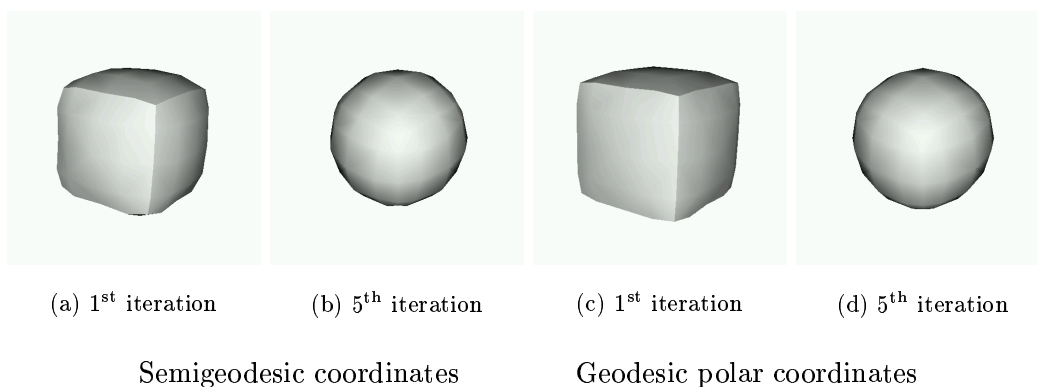 (a) 1st iteration (b) 5th iteration (c) 1st iteration (d) 5th iteration
Semigeodesic coordinates Geodesic polar coordinates